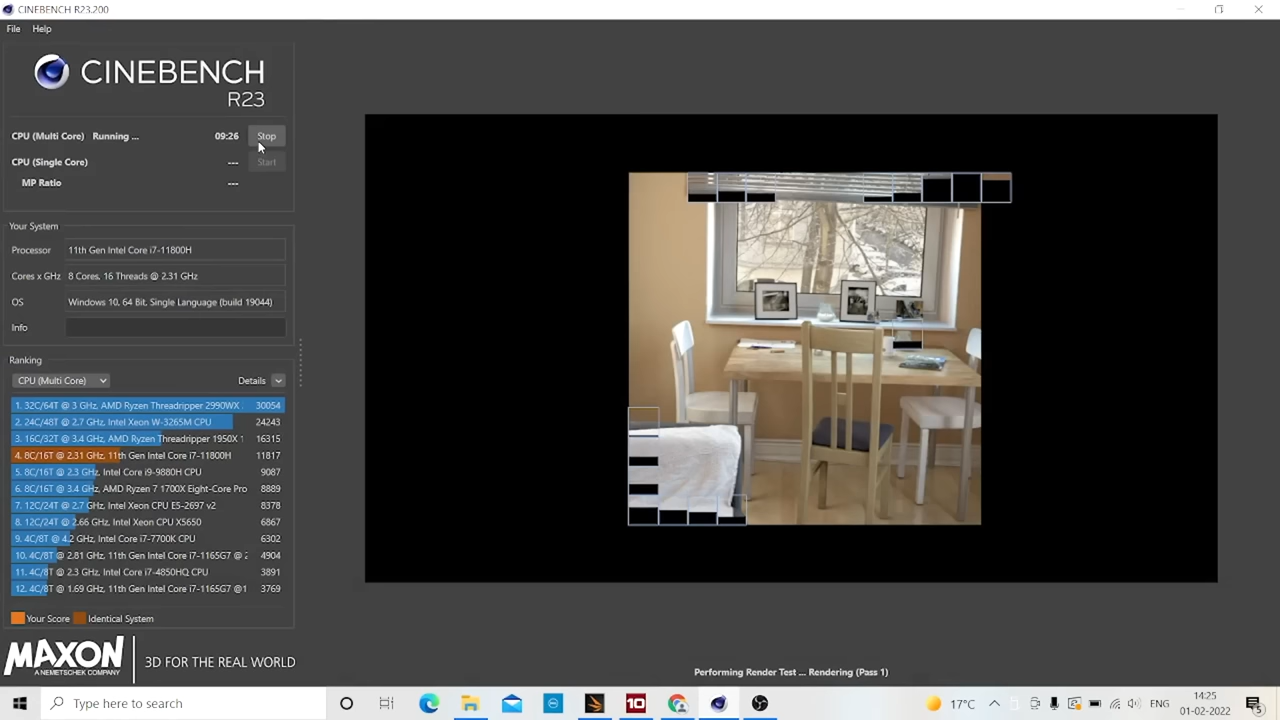 CINEBENCH R23.200
File Help
CINEBENCH
R23
CPU (Multi Core) Running ... 09:26 Stop
CPU (Single Core) --- Start
MP Ratio ---
Your System
Processor 11th Gen Intel Core i7-11800H
Cores x GHz 8 Cores, 16 Threads @ 2.31 GHz
OS Windows 10, 64 Bit, Single Language (build 19044)
Info
Ranking
CPU (Multi Core) Details
1. 32C/64T @ 3 GHz, AMD Ryzen Threadripper 2990WX 30054
2. 24C/48T @ 2.7 GHz, Intel Xeon W-3265M CPU 24243
3. 16C/32T @ 3.4 GHz, AMD Ryzen Threadripper 1950X 16315
4. 8C/16T @ 2.31 GHz, 11th Gen Intel Core i7-11800H 11817
5. 8C/16T @ 2.3 GHz, Intel Core i9-9880H CPU 9087
6. 8C/16T @ 3.4 GHz, AMD Ryzen 7 1700X Eight-Core Pro 8889
7. 12C/24T @ 2.7 GHz, Intel Xeon CPU E5-2697 v2 8378
8. 12C/24T @ 2.66 GHz, Intel Xeon CPU X5650 6867
9. 4C/8T @ 4.2 GHz, Intel Core i7-7700K CPU 6302
10. 4C/8T @ 2.81 GHz, 11th Gen Intel Core i7-1165G7 @ 4904
11. 4C/8T @ 2.3 GHz, Intel Core i7-4850HQ CPU 3891
12. 4C/8T @ 1.69 GHz, 11th Gen Intel Core i7-1165G7 @1 3769
Your Score Identical System
MAXON
A NEMETSCHEK COMPANY
3D FOR THE REAL WORLD
Performing Render Test ... Rendering (Pass 1)
Type here to search
10
17°C
ENG
14:25
01-02-2022
5